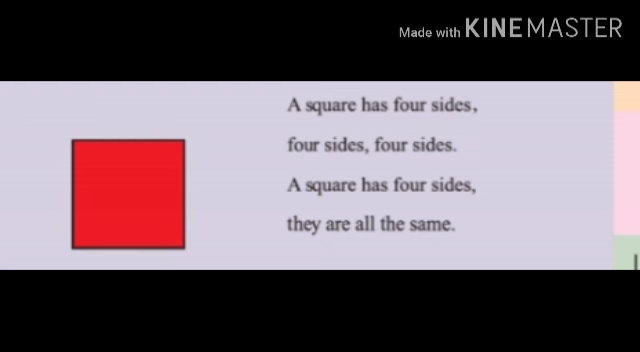 Made with KINEMASTER
A square has four sides,
four sides, four sides.
A square has four sides,
they are all the same.